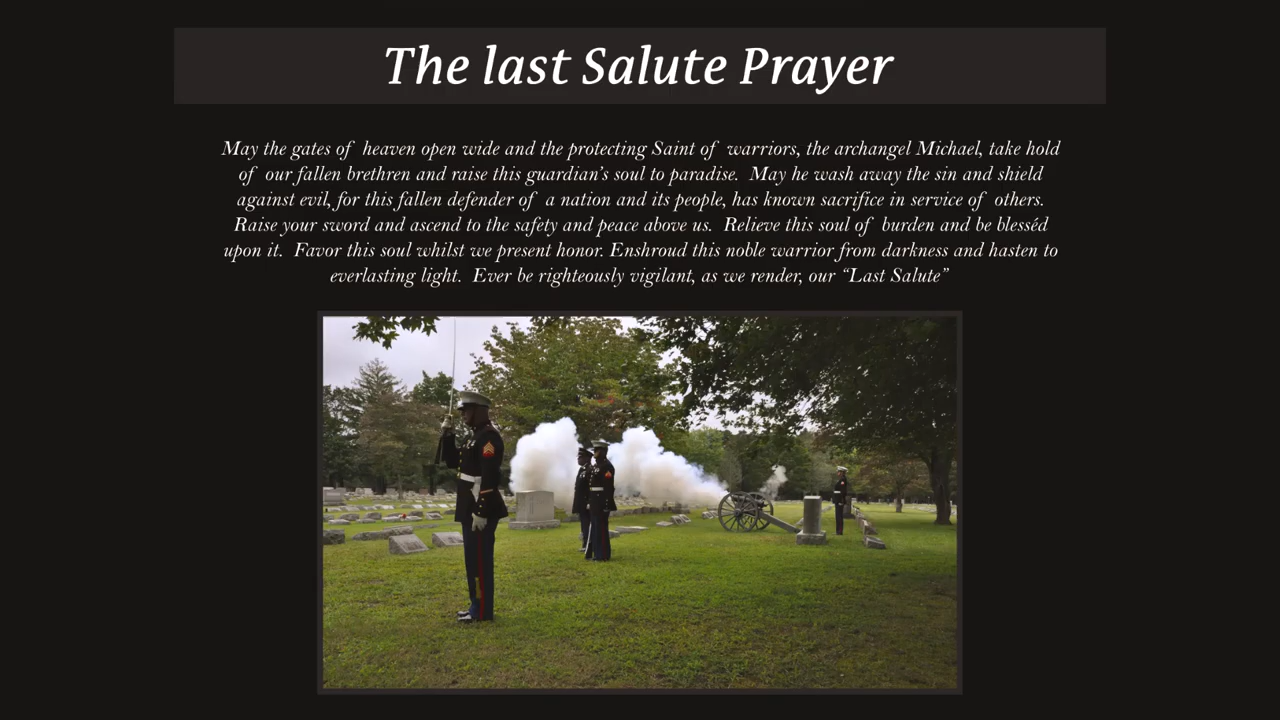 The last Salute Prayer
May the gates of heaven open wide and the protecting Saint of warriors, the archangel Michael, take hold
of our fallen brethren and raise this guardian's soul to paradise. May he wash away the sin and shield
against evil, for this fallen defender of a nation and its people, has known sacrifice in service of others.
Raise your sword and ascend to the safety and peace above us. Relieve this soul of burden and be blesséd
upon it. Favor this soul whilst we present honor. Enshroud this noble warrior from darkness and hasten to
everlasting light. Ever be righteously vigilant, as we render, our “Last Salute”